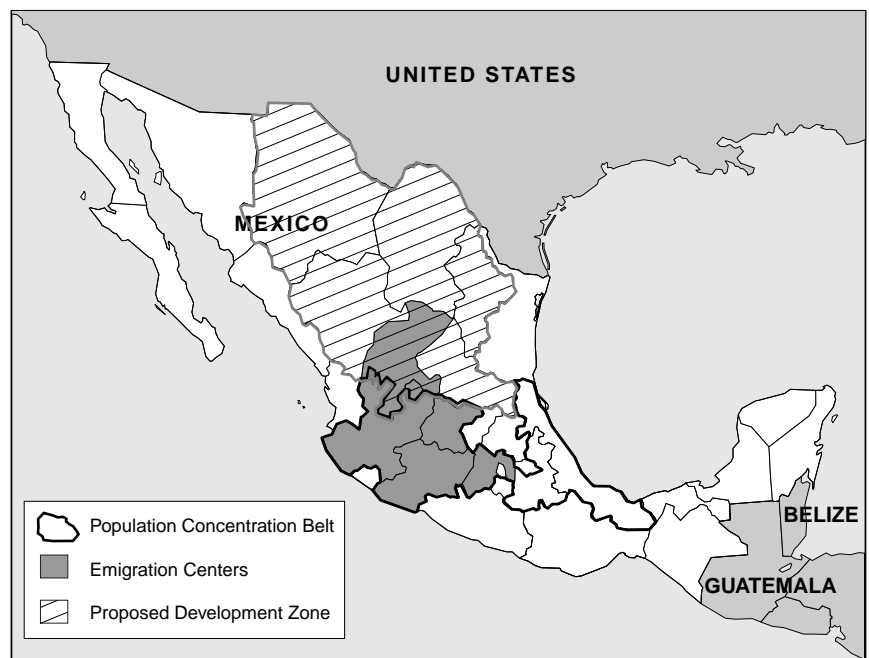 UNITED STATES
MEXICO
BELIZE
GUATEMALA
Population Concentration Belt
Emigration Centers
Proposed Development Zone